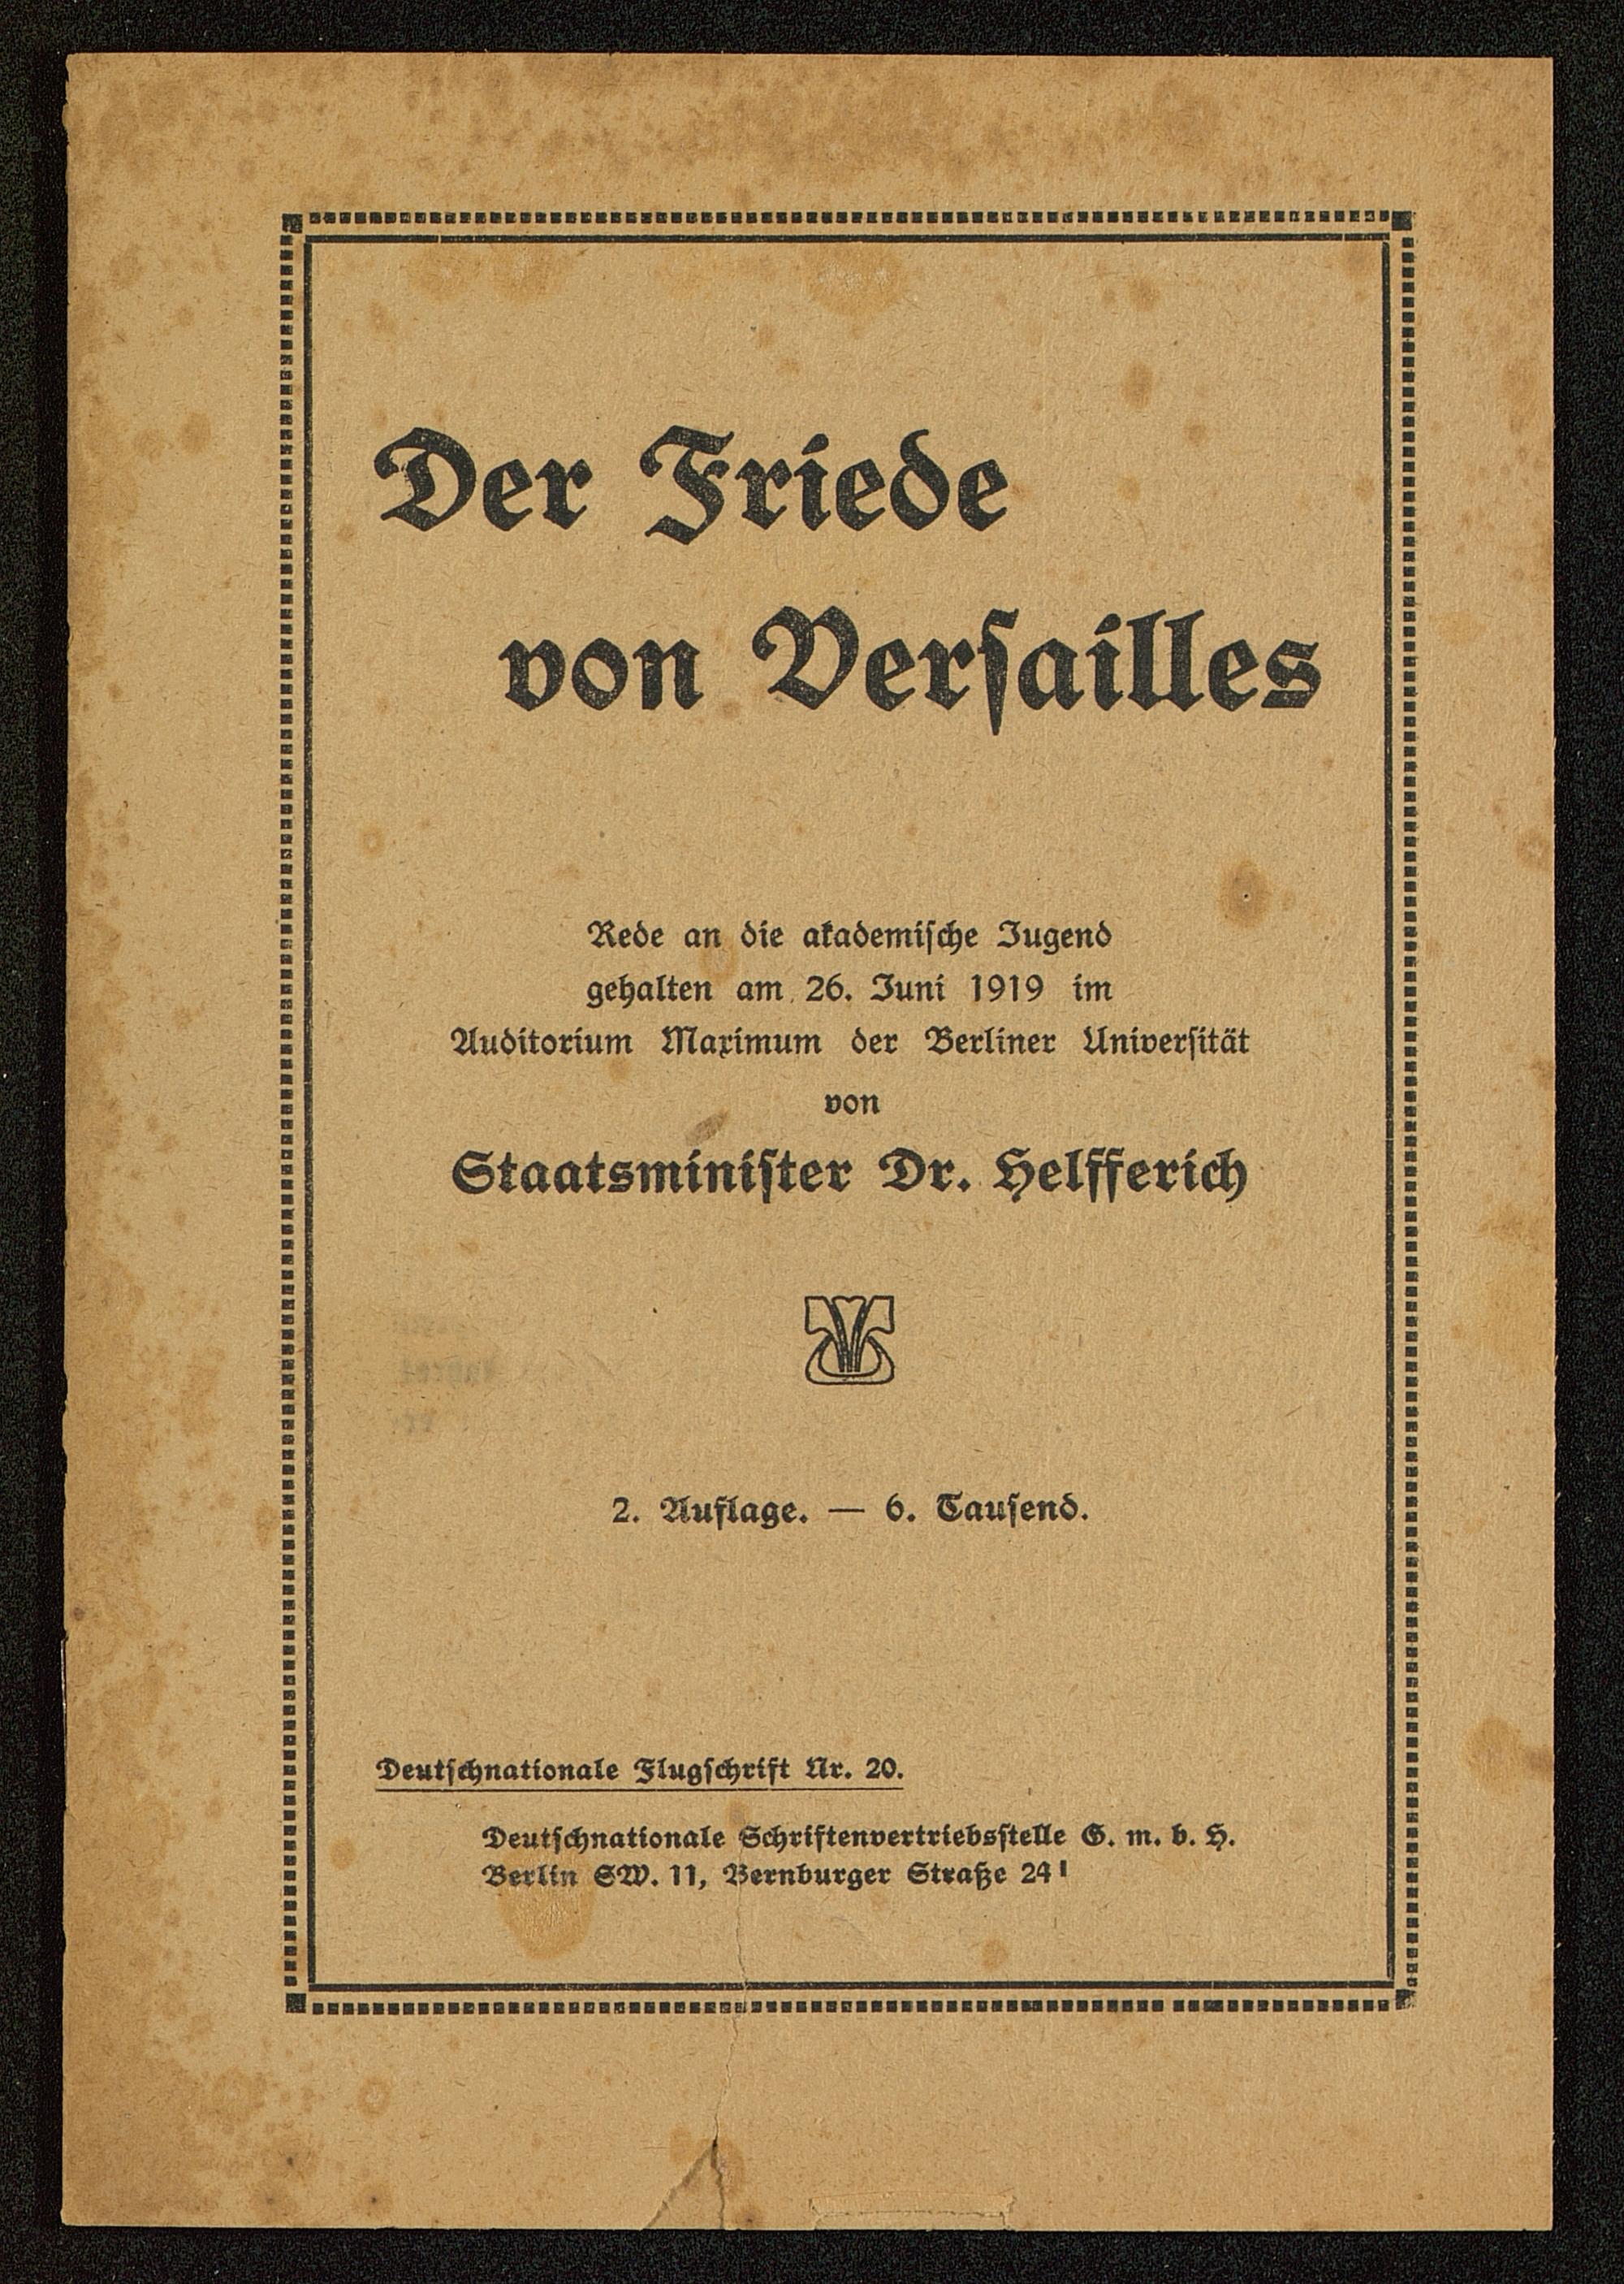 Der Friede
von Verſailles
Rede an die akademiſche Jugend
gehalten am 26. Juni 1919 im
Auditorium Maximum der Berliner Univerſität
von
Staatsminiſter Dr. Helfferich
2. Auflage. — 6. Tauſend.
Deutſchnationale Flugſchrift Nr. 20.
Deutſchnationale Schriftenvertriebsſtelle G. m. b. H.
Berlin SW. 11, Bernburger Straße 24 I